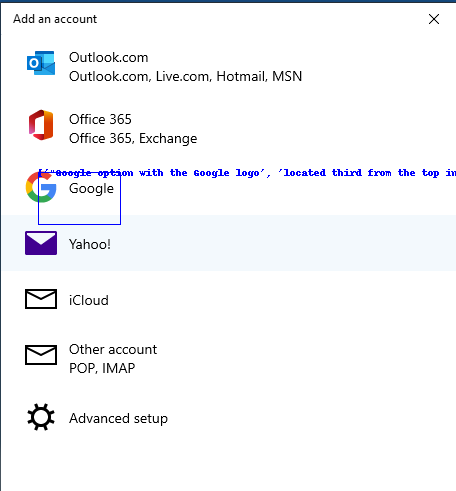 Add an account
Outlook.com
Outlook.com, Live.com, Hotmail, MSN
Office 365
Office 365, Exchange
[('"Google option with the Google logo', 'located third from the top in
Google
Yahoo!
iCloud
Other account
POP, IMAP
Advanced setup